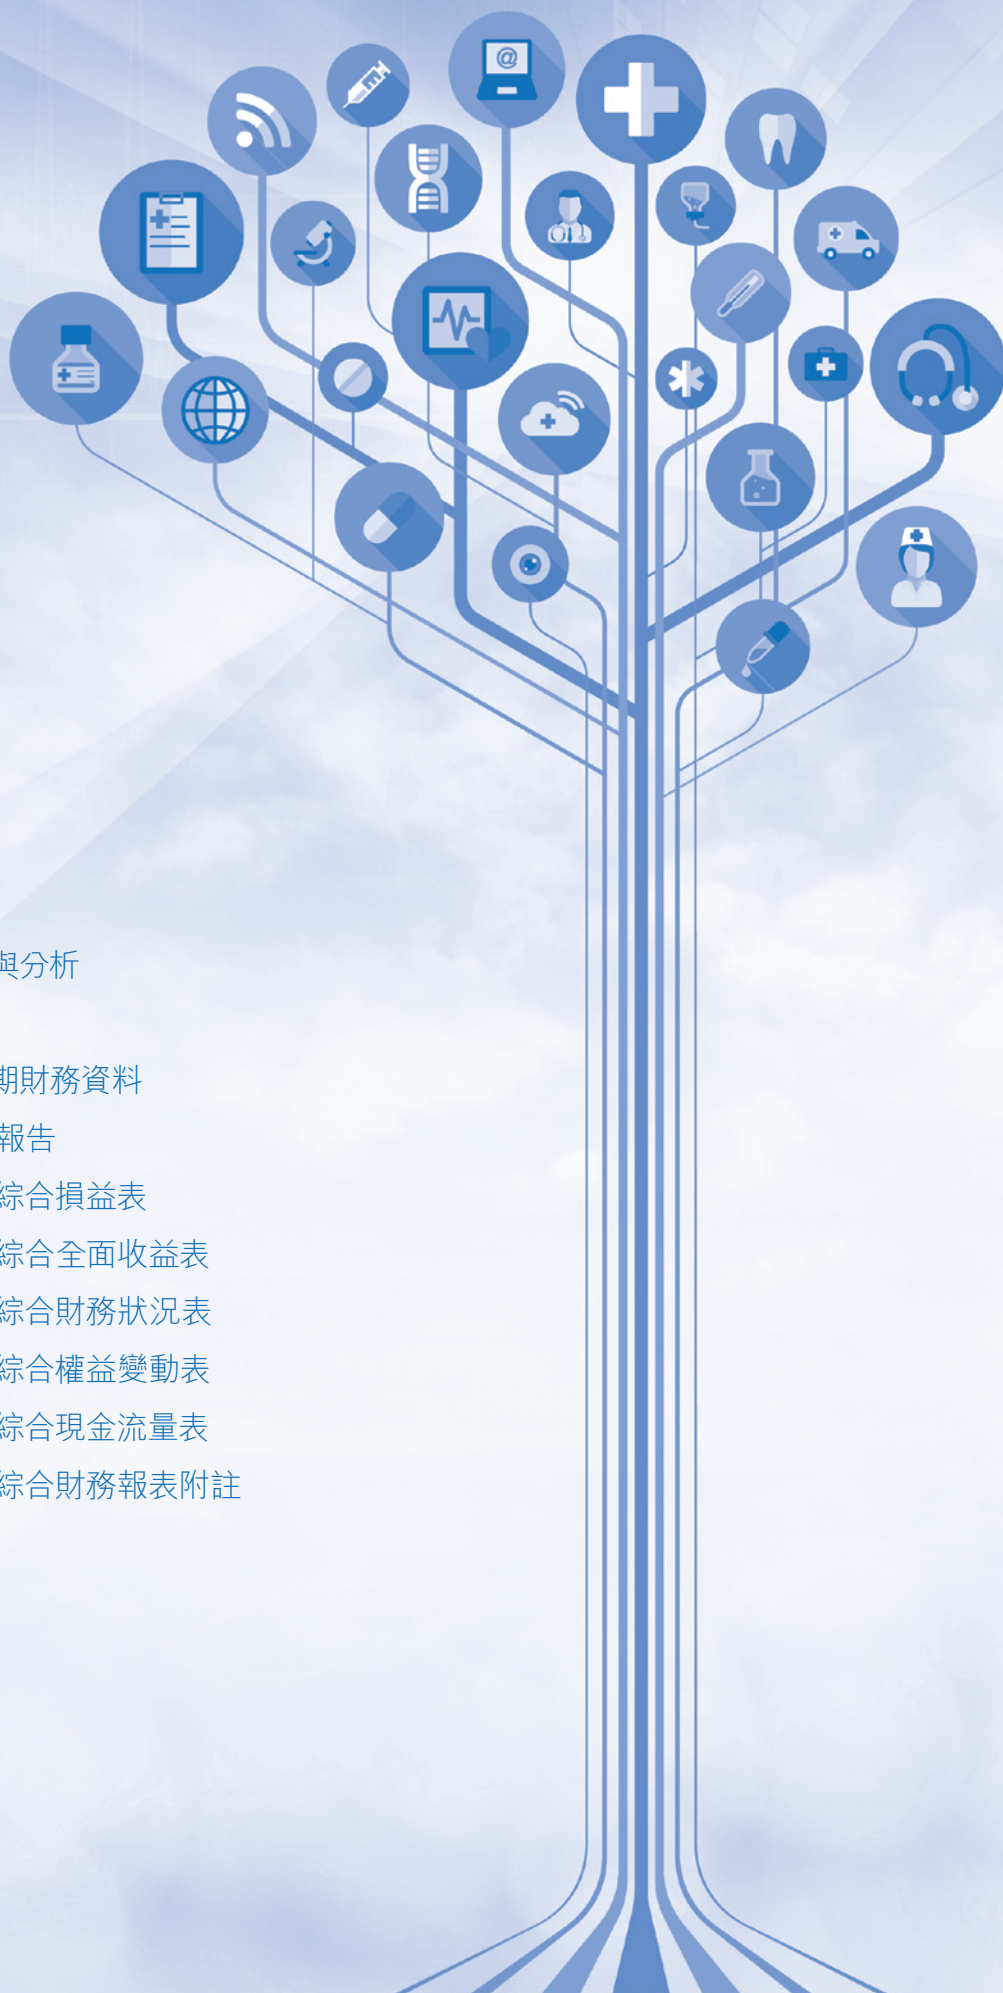 @
與分析
期財務資料
報告
綜合損益表
綜合全面收益表
綜合財務狀況表
綜合權益變動表
綜合現金流量表
綜合財務報表附註